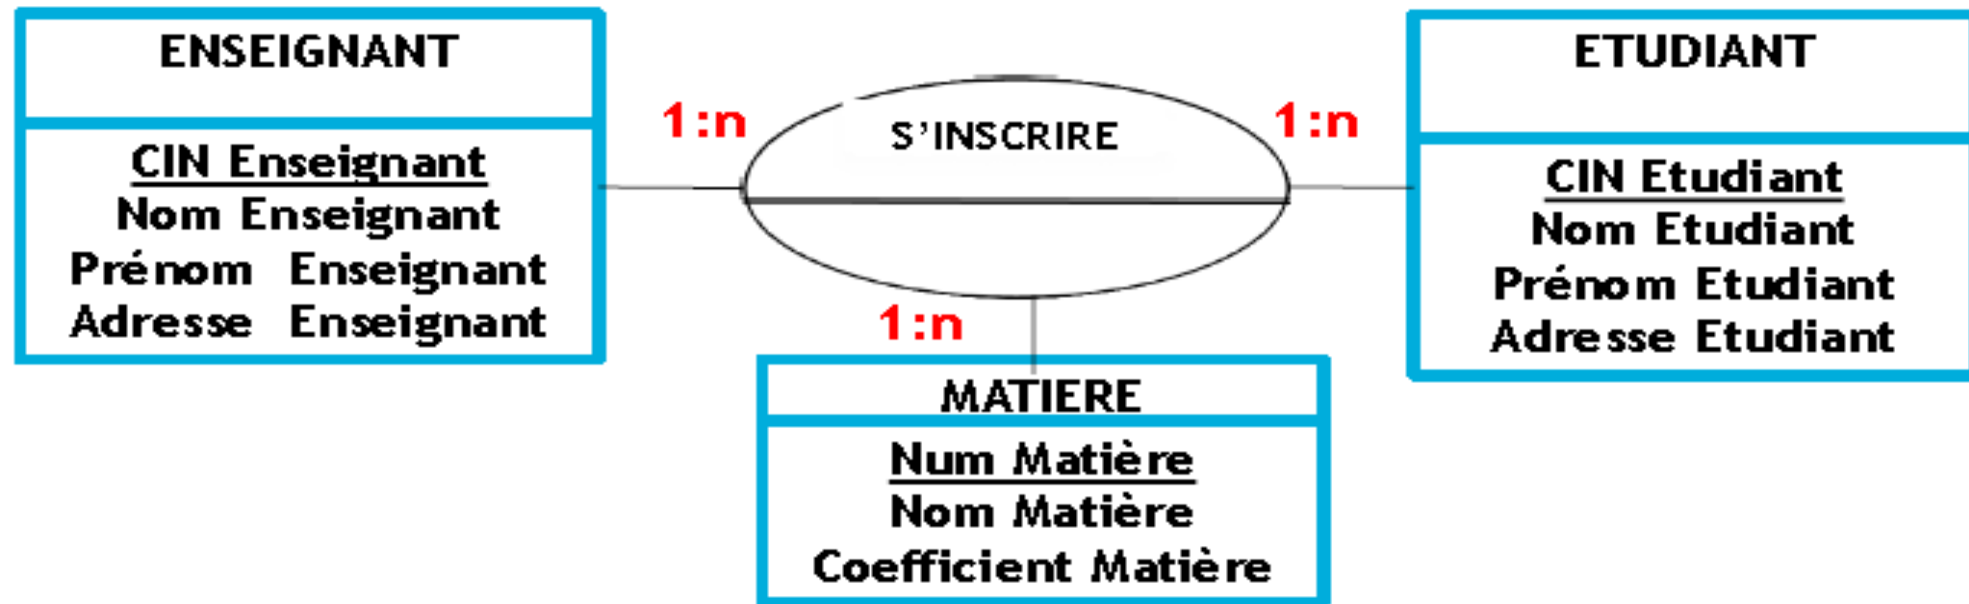 ENSEIGNANT
CIN Enseignant
Nom Enseignant
Prénom Enseignant
Adresse Enseignant
1:n
S'INSCRIRE
1:n
1:n
ETUDIANT
CIN Etudiant
Nom Etudiant
Prénom Etudiant
Adresse Etudiant
MATIERE
Num Matière
Nom Matière
Coefficient Matière